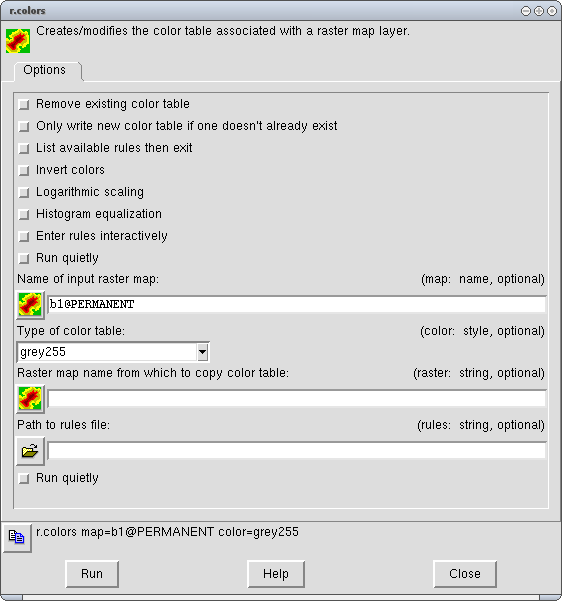 r.colors
Creates/modifies the color table associated with a raster map layer.
Options
Remove existing color table
Only write new color table if one doesn't already exist
List available rules then exit
Invert colors
Logarithmic scaling
Histogram equalization
Enter rules interactively
Run quietly
Name of input raster map: (map: name, optional)
b1@PERMANENT
Type of color table: (color: style, optional)
grey255
Raster map name from which to copy color table: (raster: string, optional)
Path to rules file: (rules: string, optional)
Run quietly
r.colors map=b1@PERMANENT color=grey255
Run Help Close